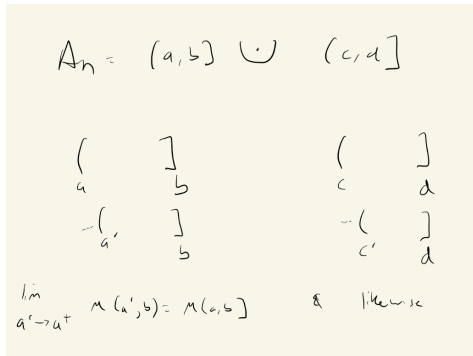 An = (a,b] ⨃ (c,d]
( ] ( ]
a b c d
--( ] --( ]
a' b c' d
lim μ(a',b) = μ(a,b] & likewise
a'→a⁺